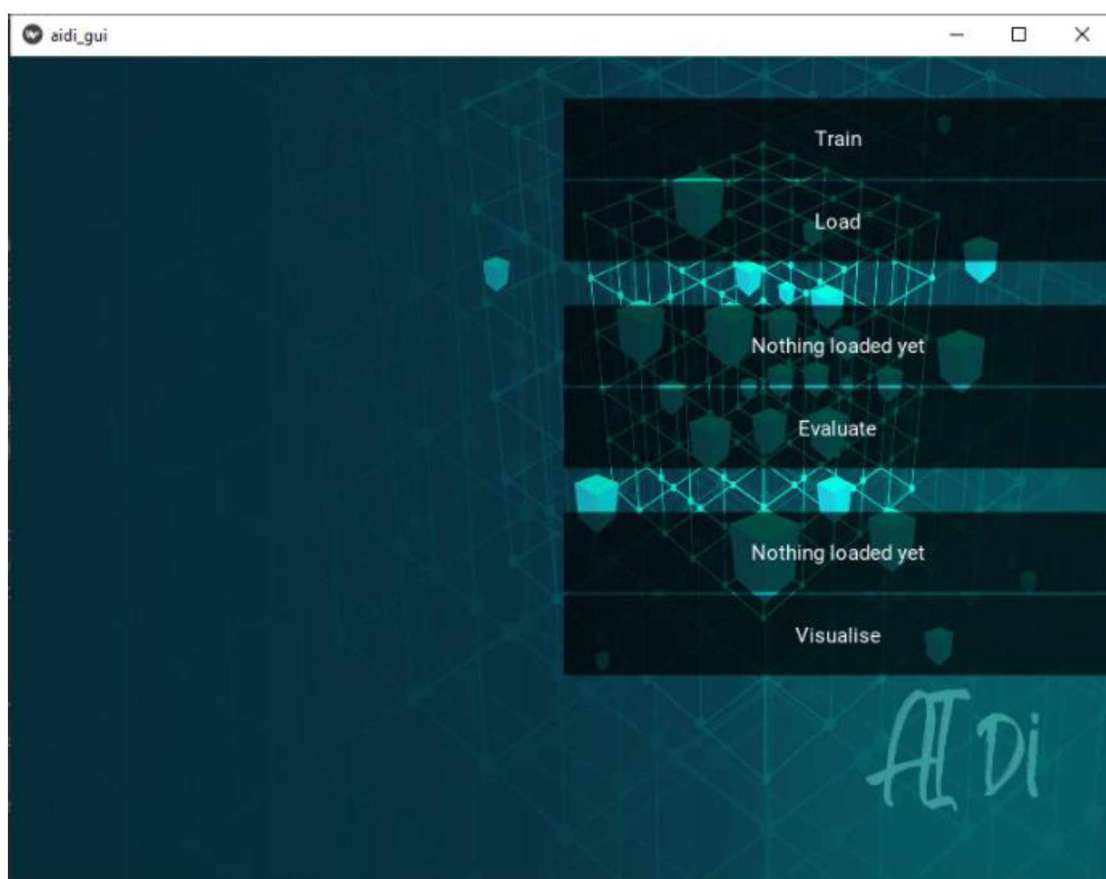 aidi_gui
Train
Load
Nothing loaded yet
Evaluate
Nothing loaded yet
Visualise
AI Di